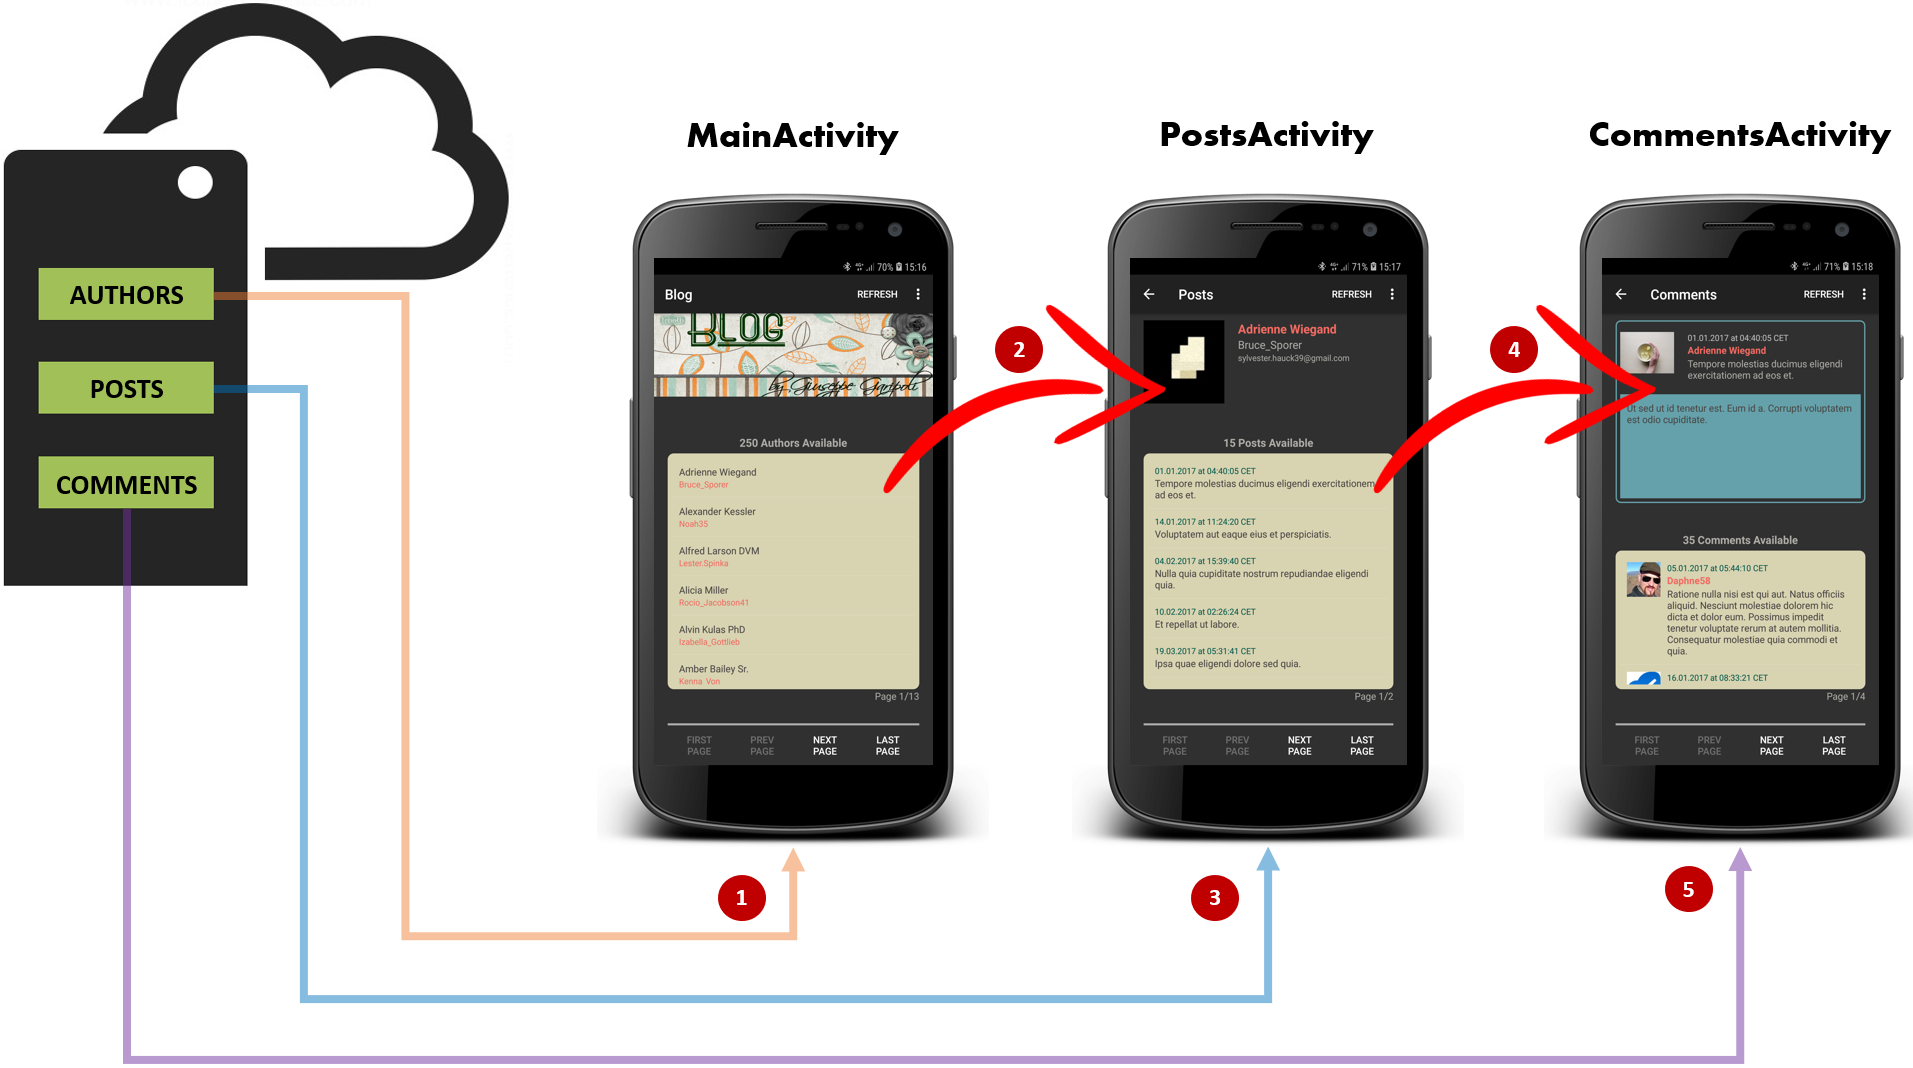 AUTHORS
POSTS
COMMENTS
MainActivity
70% 15:16
Blog
REFRESH
BLOG
by Giuseppe Garipoli
250 Authors Available
Adrienne Wiegand
Bruce_Sporer
Alexander Kessler
Noah35
Alfred Larson DVM
Lester.Spinka
Alicia Miller
Rocio_Jacobson41
Alvin Kulas PhD
Izabella_Gottlieb
Amber Bailey Sr.
Kenna_Von
Page 1/13
FIRST
PAGE
PREV
PAGE
NEXT
PAGE
LAST
PAGE
1
2
PostsActivity
71% 15:17
Posts
REFRESH
Adrienne Wiegand
Bruce_Sporer
sylvester.hauck39@gmail.com
15 Posts Available
01.01.2017 at 04:40:05 CET
Tempore molestias ducimus eligendi exercitationem
ad eos et.
14.01.2017 at 11:24:20 CET
Voluptatem aut eaque eius et perspiciatis.
04.02.2017 at 15:39:40 CET
Nulla quia cupiditate nostrum repudiandae eligendi
quia.
10.02.2017 at 02:26:24 CET
Et repellat ut labore.
19.03.2017 at 05:31:41 CET
Ipsa quae eligendi dolore sed quia.
Page 1/2
FIRST
PAGE
PREV
PAGE
NEXT
PAGE
LAST
PAGE
3
4
CommentsActivity
71% 15:18
Comments
REFRESH
01.01.2017 at 04:40:05 CET
Adrienne Wiegand
Tempore molestias ducimus eligendi
exercitationem ad eos et.
Ut sed ut id tenetur est. Eum id a. Corrupti voluptatem
est odio cupiditate.
35 Comments Available
05.01.2017 at 05:44:10 CET
Daphne58
Ratione nulla nisi est qui aut. Natus officiis
aliquid. Nesciunt molestiae dolorem hic
dicta et dolor eum. Possimus impedit
tenetur voluptate rerum at autem mollitia.
Consequatur molestiae quia commodi et
quia.
16.01.2017 at 08:33:21 CET
Page 1/4
FIRST
PAGE
PREV
PAGE
NEXT
PAGE
LAST
PAGE
5